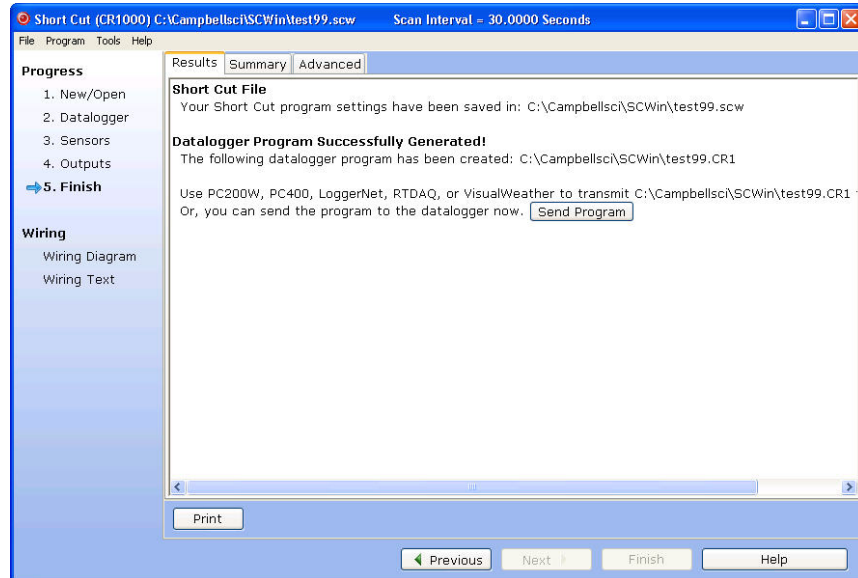 Short Cut (CR1000) C:\Campbellsci\SCWin\test99.scw Scan Interval = 30.0000 Seconds
File Program Tools Help
Progress
1. New/Open
2. Datalogger
3. Sensors
4. Outputs
5. Finish
Wiring
Wiring Diagram
Wiring Text
Results Summary Advanced
Short Cut File
Your Short Cut program settings have been saved in: C:\Campbellsci\SCWin\test99.scw
Datalogger Program Successfully Generated!
The following datalogger program has been created: C:\Campbellsci\SCWin\test99.CR1
Use PC200W, PC400, LoggerNet, RTDAQ, or VisualWeather to transmit C:\Campbellsci\SCWin\test99.CR1
Or, you can send the program to the datalogger now. Send Program
Print
Previous Next Finish Help